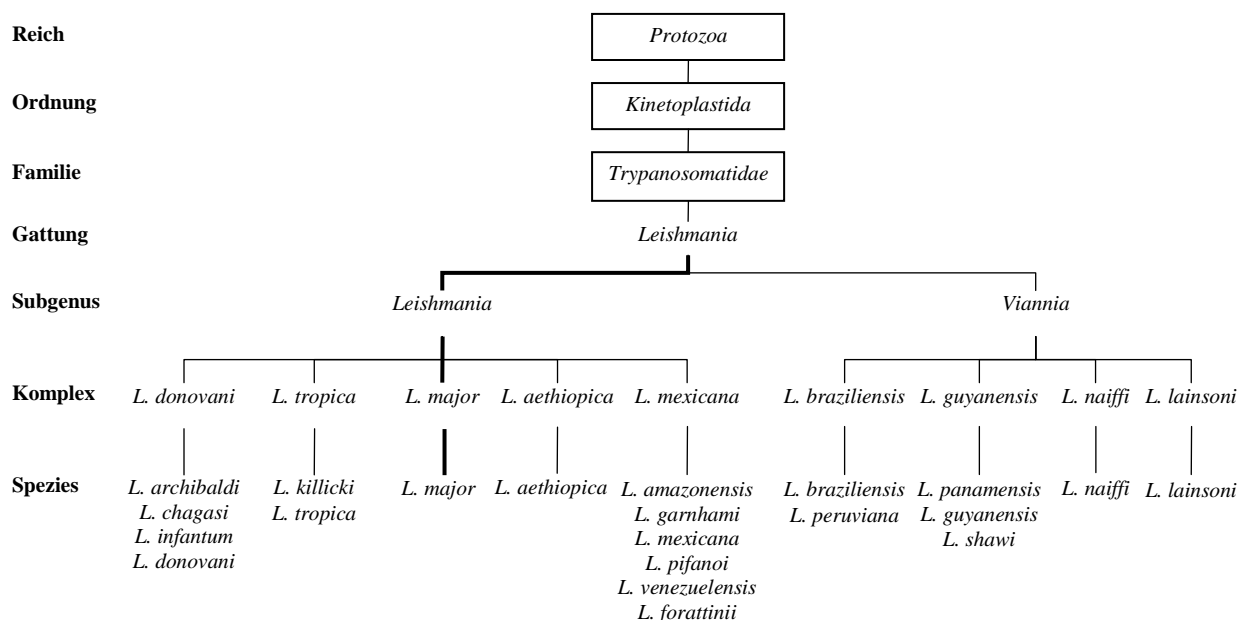 Reich Protozoa
Ordnung Kinetoplastida
Familie Trypanosomatidae
Gattung Leishmania
Subgenus Leishmania Viannia
Komplex L. donovani L. tropica L. major L. aethiopica L. mexicana L. braziliensis L. guyanensis L. naiffi L. lainsoni
Spezies L. archibaldi L. killicki L. major L. aethiopica L. amazonensis L. braziliensis L. panamensis L. naiffi L. lainsoni
L. chagasi L. tropica L. garnhami L. peruviana L. guyanensis
L. infantum L. mexicana L. shawi
L. donovani L. pifanoi
L. venezuelensis
L. forattinii